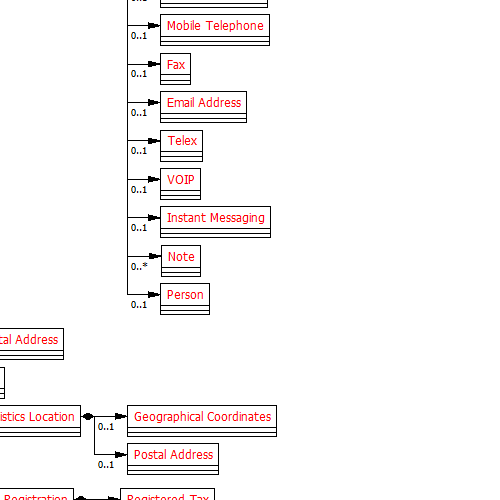 Mobile Telephone
0..1
Fax
0..1
Email Address
0..1
Telex
0..1
VOIP
0..1
Instant Messaging
0..1
Note
0..*
Person
0..1
Address
Location
Geographical Coordinates
0..1
Postal Address
0..1
Registration
Registered Tax